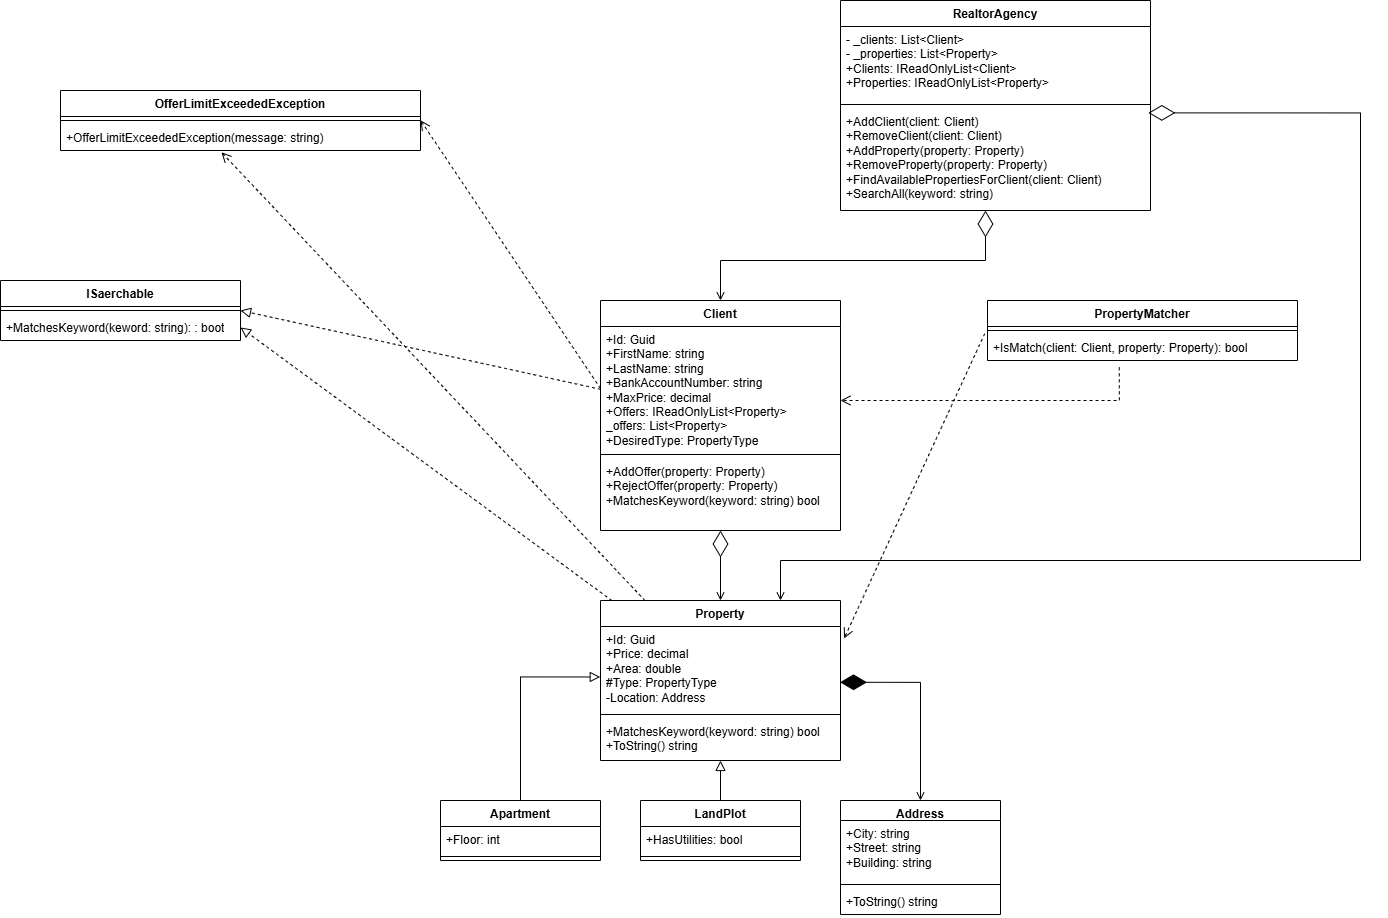 RealtorAgency
- _clients: List<Client>
- _properties: List<Property>
+Clients: IReadOnlyList<Client>
+Properties: IReadOnlyList<Property>
+AddClient(client: Client)
+RemoveClient(client: Client)
+AddProperty(property: Property)
+RemoveProperty(property: Property)
+FindAvailablePropertiesForClient(client: Client)
+SearchAll(keyword: string)
OfferLimitExceededException
+OfferLimitExceededException(message: string)
ISaerchable
+MatchesKeyword(keword: string): : boot
Client
+Id: Guid
+FirstName: string
+LastName: string
+BankAccountNumber: string
+MaxPrice: decimal
+Offers: IReadOnlyList<Property>
_offers: List<Property>
+DesiredType: PropertyType
+AddOffer(property: Property)
+RejectOffer(property: Property)
+MatchesKeyword(keyword: string) bool
PropertyMatcher
+IsMatch(client: Client, property: Property): bool
Property
+Id: Guid
+Price: decimal
+Area: double
#Type: PropertyType
-Location: Address
+MatchesKeyword(keyword: string) bool
+ToString() string
Apartment
+Floor: int
LandPlot
+HasUtilities: bool
Address
+City: string
+Street: string
+Building: string
+ToString() string